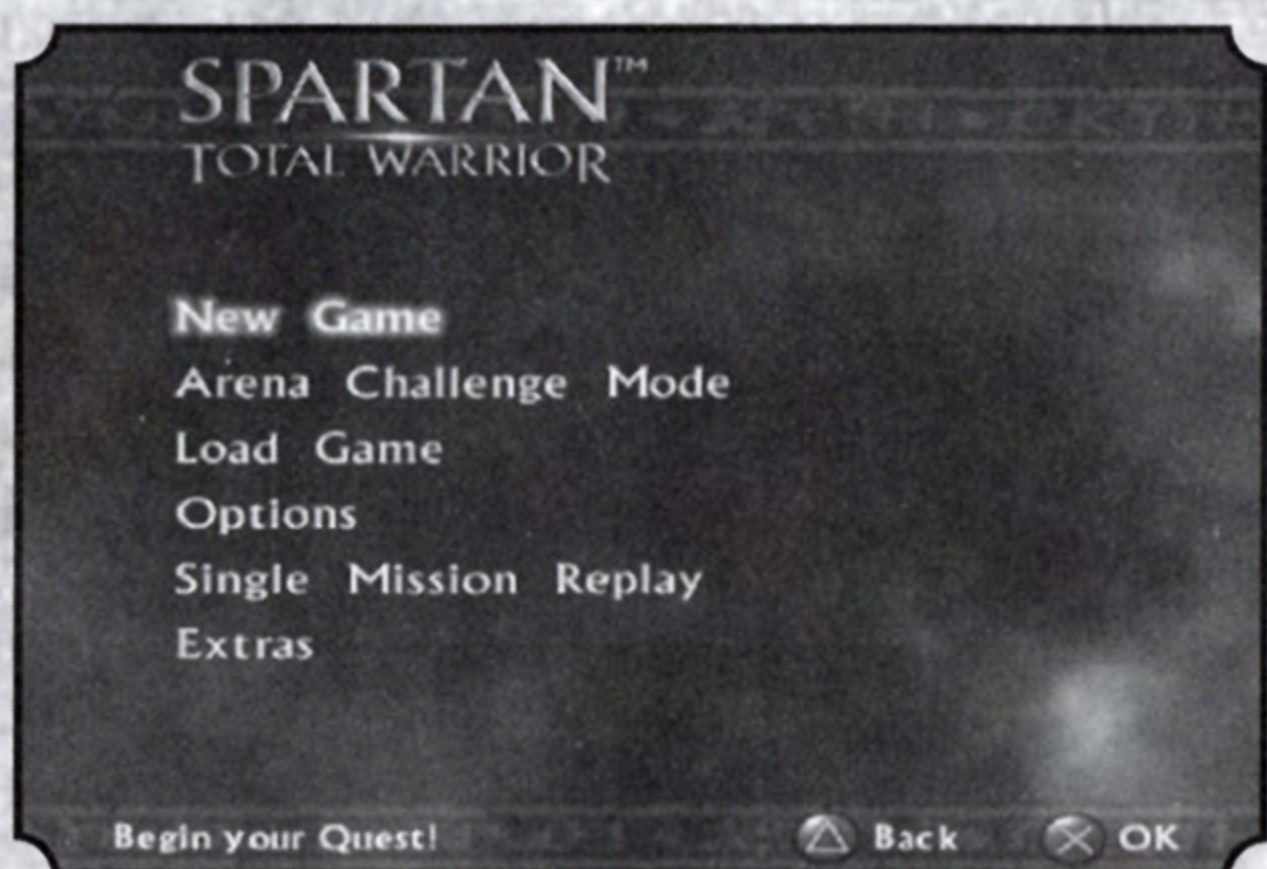 SPARTAN™
TOTAL WARRIOR
New Game
Arena Challenge Mode
Load Game
Options
Single Mission Replay
Extras
Begin your Quest!
Back OK